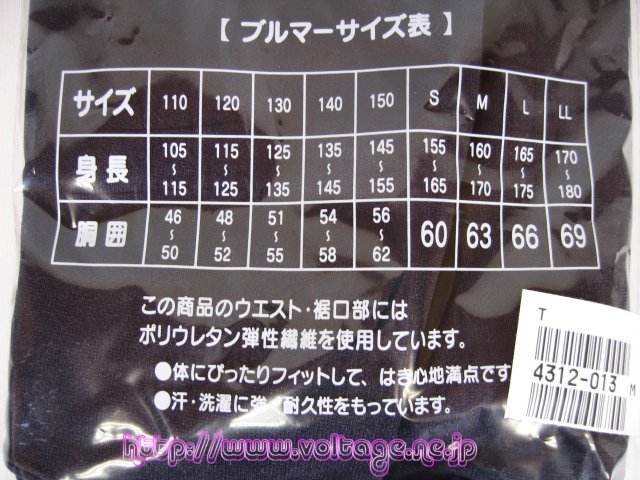 【 ブルマーサイズ表 】
サイズ 110 120 130 140 150 S M L LL
身長 105～115 115～125 125～135 135～145 145～155 155～165 160～170 165～175 170～180
胴囲 46～50 48～52 51～55 54～58 56～62 60 63 66 69
この商品のウエスト・裾口部には
ポリウレタン弾性繊維を使用しています。
●体にぴったりフィットして、はき心地満点です
●汗・洗濯に強く耐久性をもっています。
T
4312-013 M
http://www.voltage.ne.jp